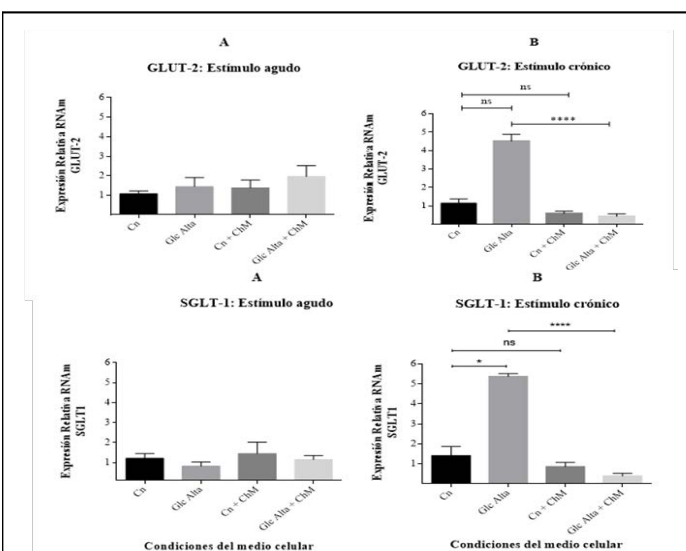 A
GLUT-2: Estímulo agudo
Expresión Relativa RNAm
GLUT-2
6
5
4
3
2
1
Cn
Glc Alta
Cn + ChM
Glc Alta + ChM
B
GLUT-2: Estímulo crónico
ns
ns
****
Expresión Relativa RNAm
GLUT-2
6
5
4
3
2
1
Cn
Glc Alta
Cn + ChM
Glc Alta + ChM
A
SGLT-1: Estímulo agudo
Expresión Relativa RNAm
SGLT1
6
5
4
3
2
1
Cn
Glc Alta
Cn + ChM
Glc Alta + ChM
Condiciones del medio celular
B
SGLT-1: Estímulo crónico
****
ns
*
Expresión Relativa RNAm
SGLT1
6
5
4
3
2
1
Cn
Glc Alta
Cn + ChM
Glc Alta + ChM
Condiciones del medio celular